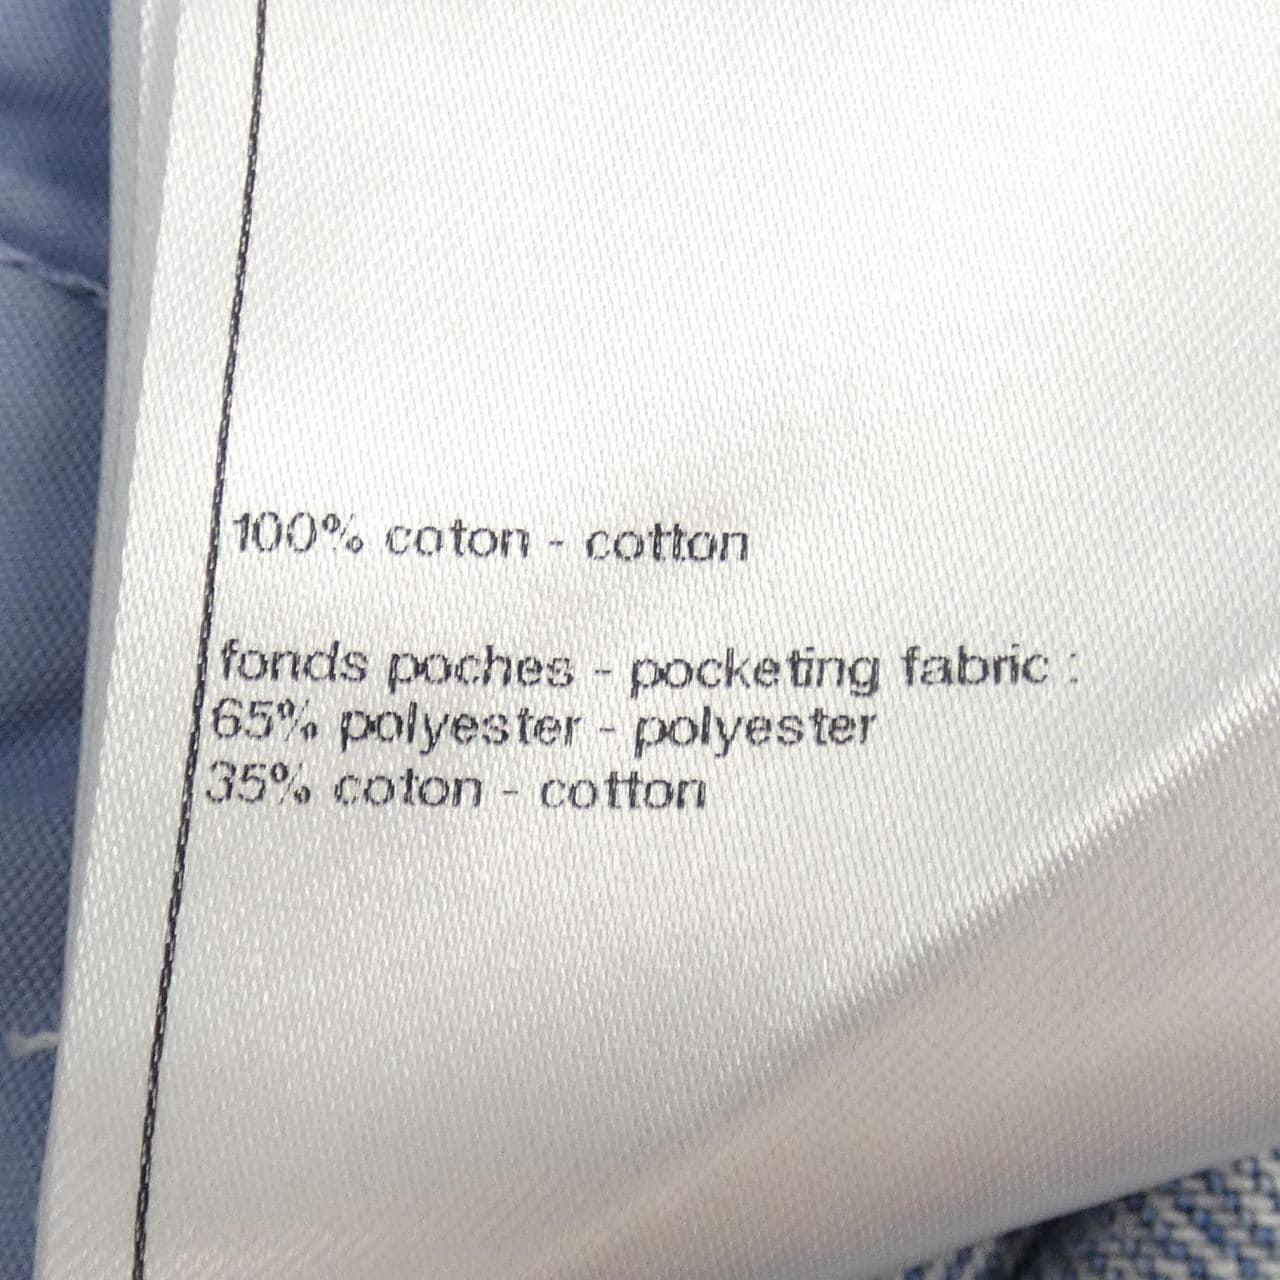 100% coton - cotton
fonds poches - pocketing fabric :
65% polyester - polyester
35% coton - cotton